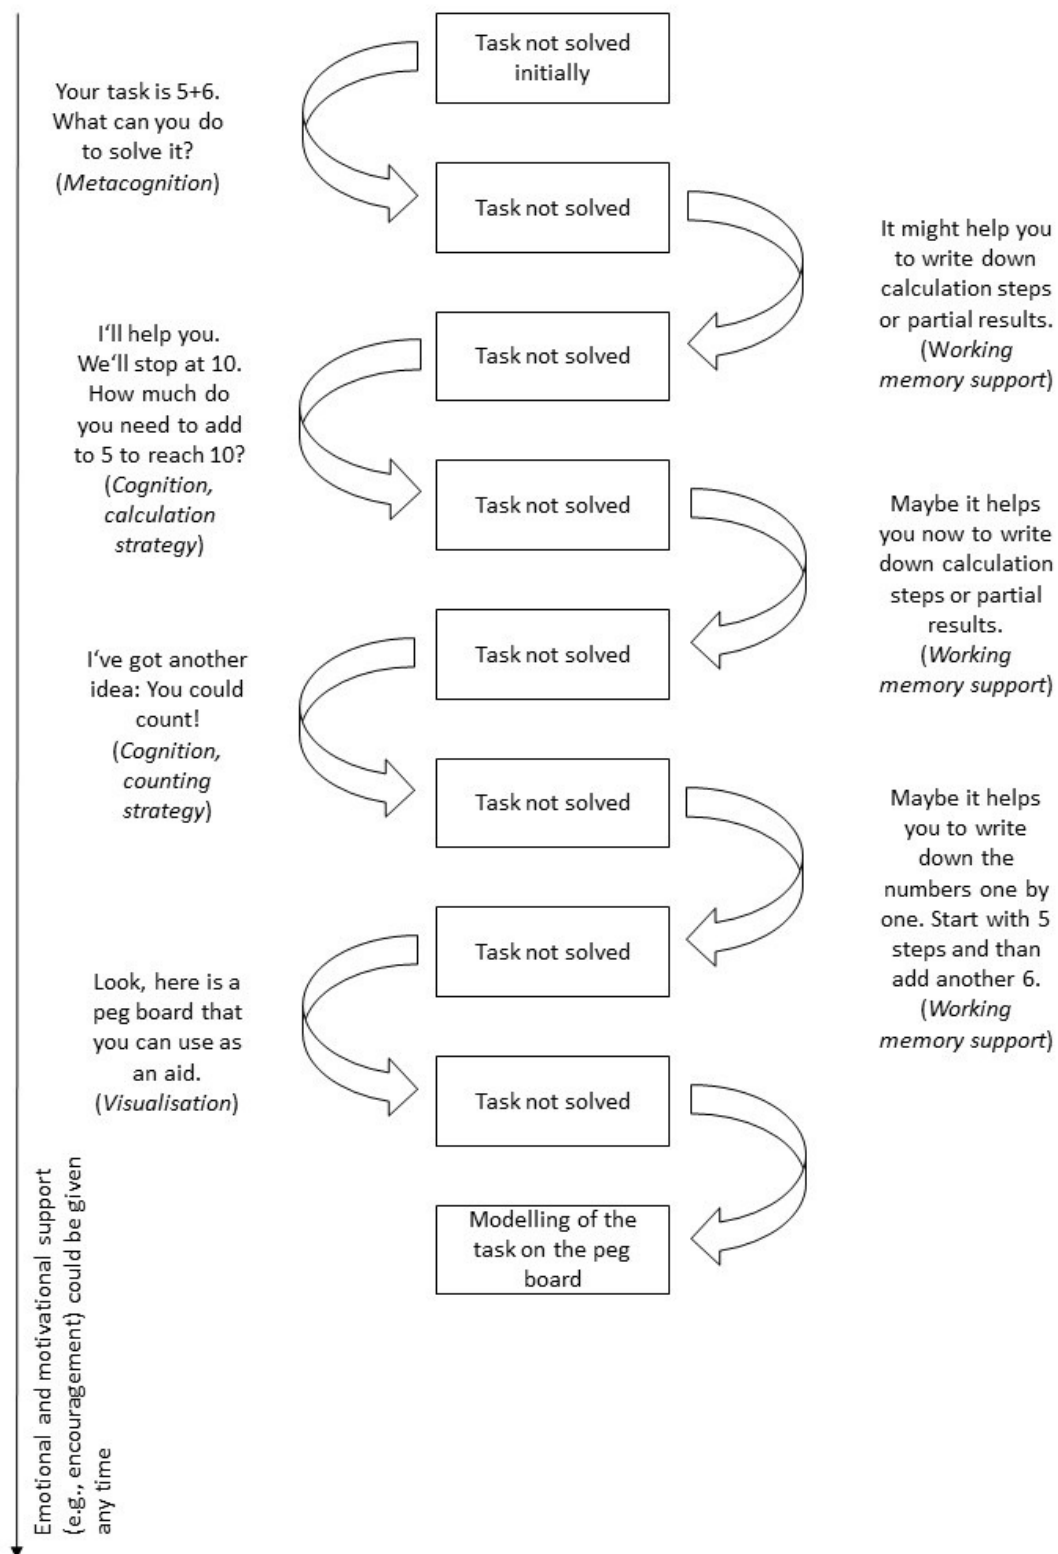 Task not solved
initially
Your task is 5+6.
What can you do
to solve it?
(Metacognition)
Task not solved
It might help you
to write down
calculation steps
or partial results.
(Working
memory support)
Task not solved
I'll help you.
We'll stop at 10.
How much do
you need to add
to 5 to reach 10?
(Cognition,
calculation
strategy)
Task not solved
Maybe it helps
you now to write
down calculation
steps or partial
results.
(Working
memory support)
Task not solved
I've got another
idea: You could
count!
(Cognition,
counting
strategy)
Task not solved
Maybe it helps
you to write
down the
numbers one by
one. Start with 5
steps and than
add another 6.
(Working
memory support)
Task not solved
Look, here is a
peg board that
you can use as
an aid.
(Visualisation)
Task not solved
Modelling of the
task on the peg
board
Emotional and motivational support
(e.g., encouragement) could be given
any time